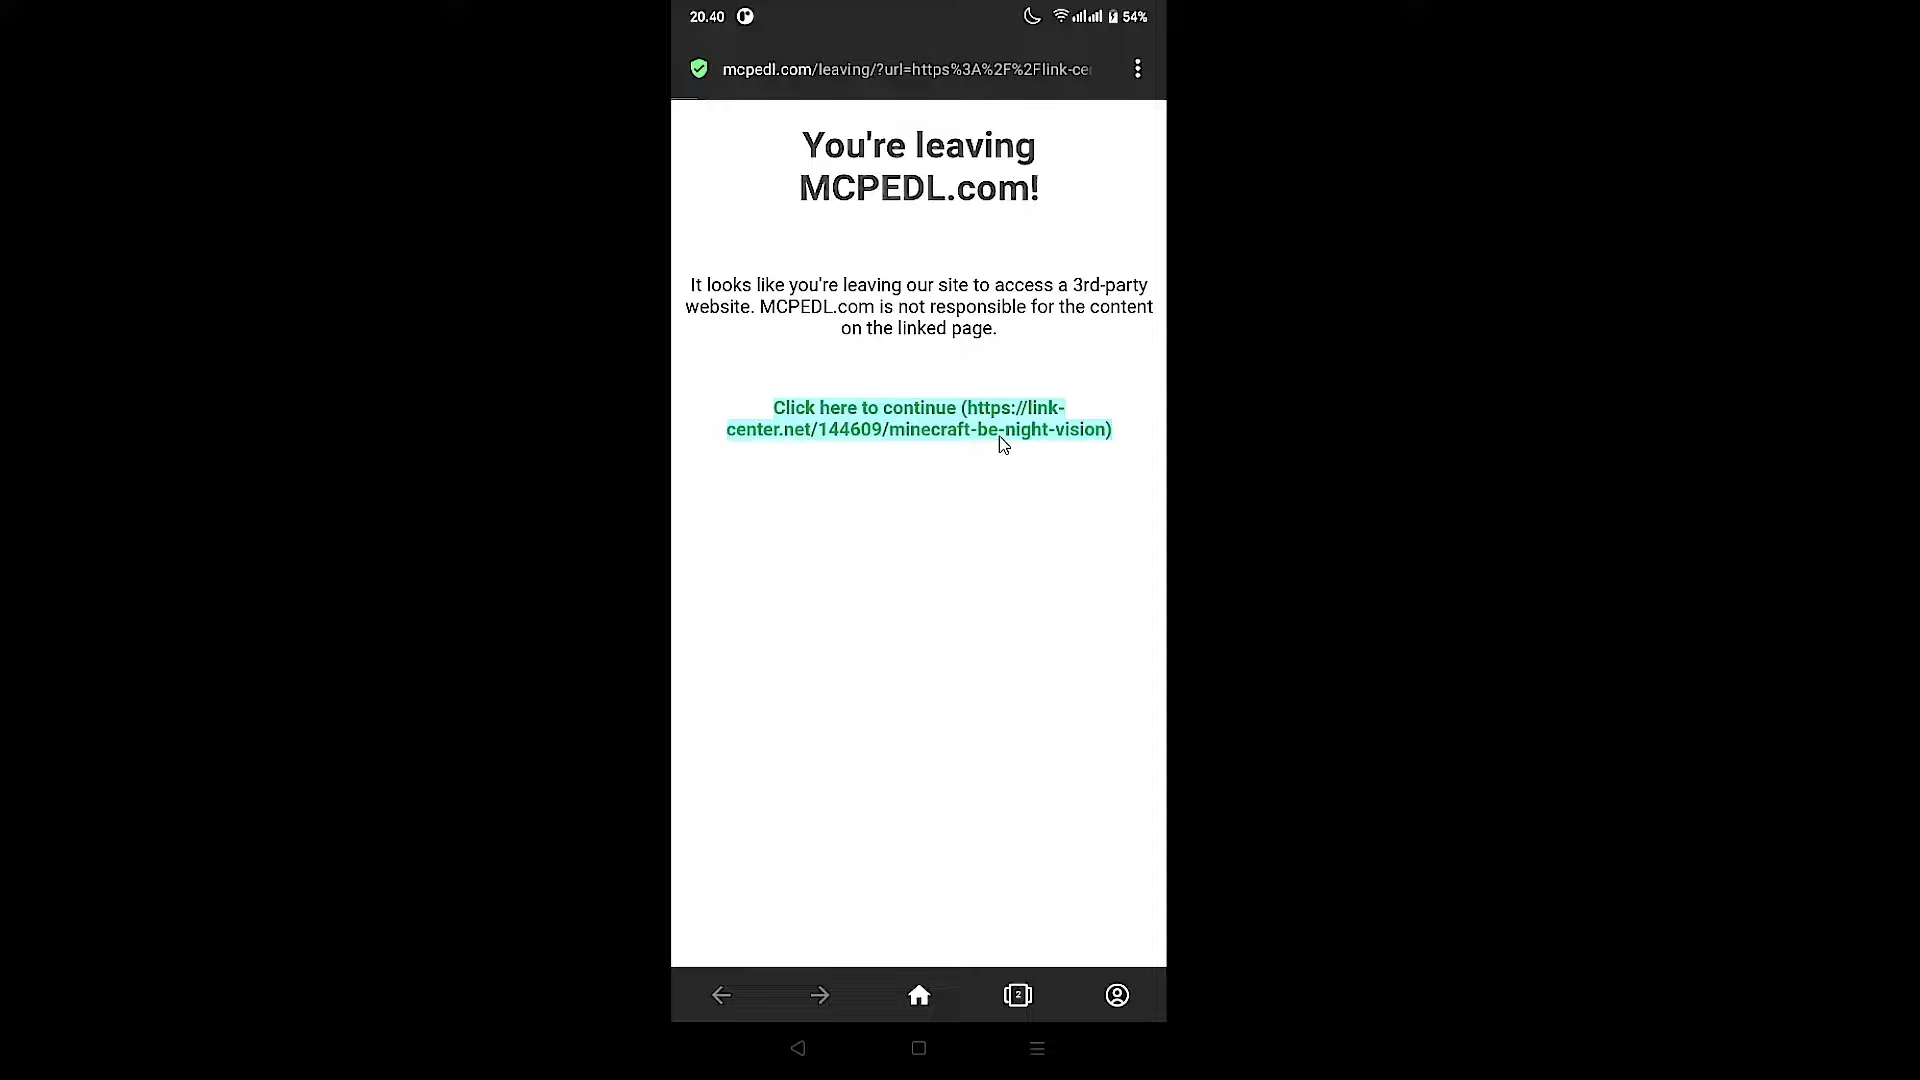 20.40
54%
mcpedl.com/leaving/?url=https%3A%2F%2Flink-ce
You're leaving
MCPEDL.com!
It looks like you're leaving our site to access a 3rd-party
website. MCPEDL.com is not responsible for the content
on the linked page.
Click here to continue (https://link-
center.net/144609/minecraft-be-night-vision)
2